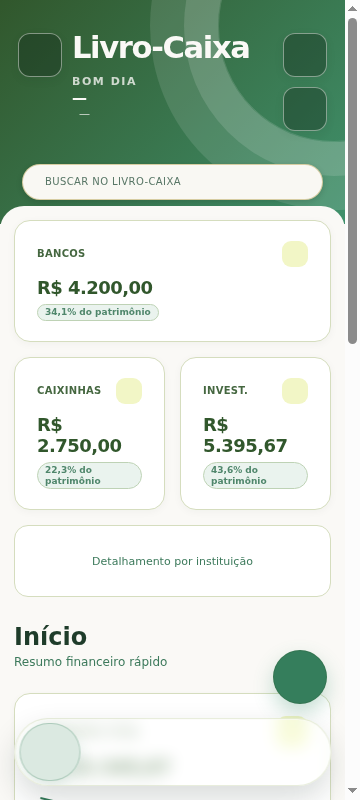 Livro-Caixa
BOM DIA
—
—
BUSCAR NO LIVRO-CAIXA
BANCOS
R$ 4.200,00
34,1% do patrimônio
CAIXINHAS
R$
2.750,00
22,3% do
patrimônio
INVEST.
R$
5.395,67
43,6% do
patrimônio
Detalhamento por instituição
Início
Resumo financeiro rápido